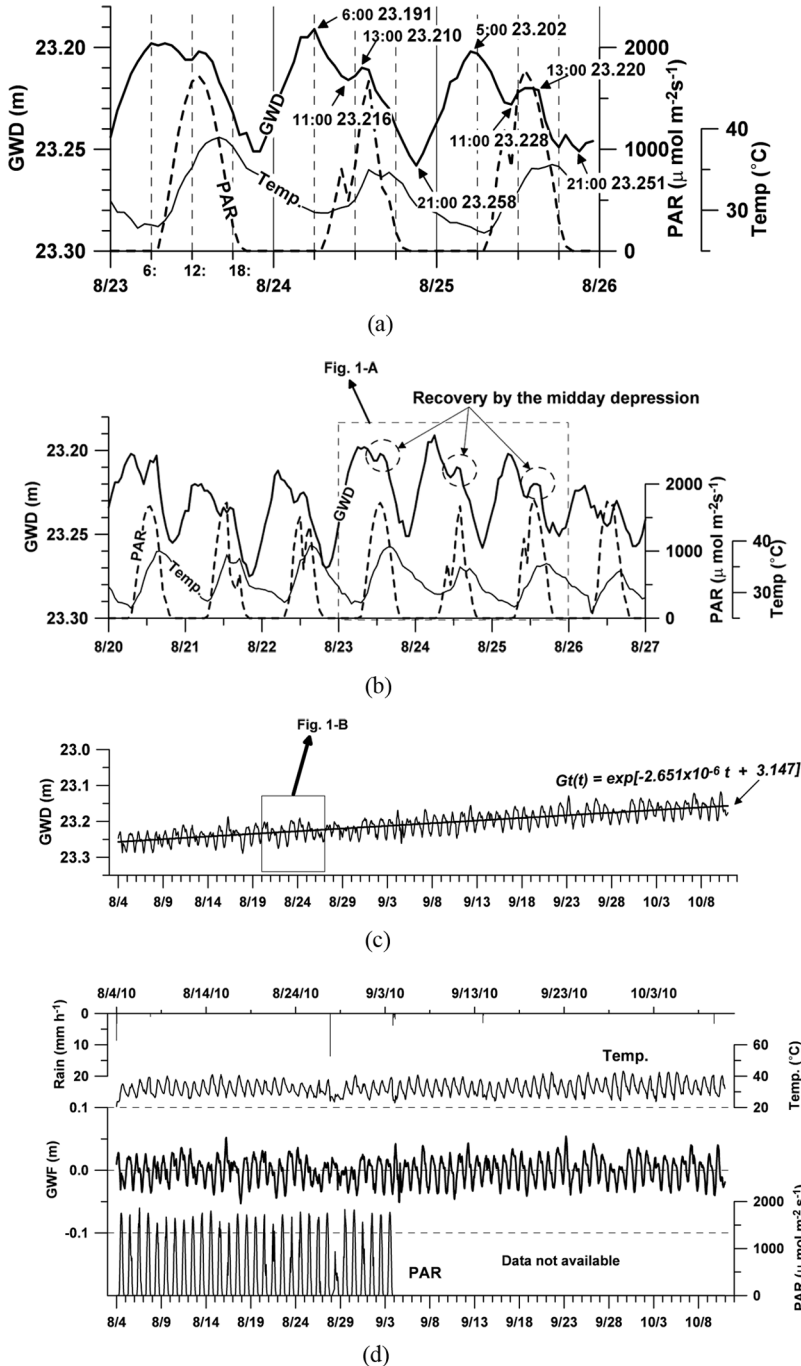 6:00 23.191
13:00 23.210
5:00 23.202
13:00 23.220
11:00 23.216
11:00 23.228
21:00 23.258
21:00 23.251
GWD
PAR
Temp.
GWD (m)
23.20
23.25
23.30
2000
1000
0
PAR (μ mol m-2s-1)
40
30
Temp (°C)
6: 12: 18:
8/23 8/24 8/25 8/26
(a)
Fig. 1-A
Recovery by the midday depression
GWD
PAR
Temp.
GWD (m)
23.20
23.25
23.30
2000
1000
0
PAR (μ mol m-2s-1)
40
30
Temp (°C)
8/20 8/21 8/22 8/23 8/24 8/25 8/26 8/27
(b)
Fig. 1-B
Gt(t) = exp[-2.651x10-6 t + 3.147]
GWD (m)
23.0
23.1
23.2
23.3
8/4 8/9 8/14 8/19 8/24 8/29 9/3 9/8 9/13 9/18 9/23 9/28 10/3 10/8
(c)
8/4/10 8/14/10 8/24/10 9/3/10 9/13/10 9/23/10 10/3/10
Rain (mm h-1)
0
10
20
Temp.
60
40
20
Temp. (°C)
GWF (m)
0.1
0.0
-0.1
PAR
Data not available
2000
1000
0
PAR (μ mol m-2 s-1)
8/4 8/9 8/14 8/19 8/24 8/29 9/3 9/8 9/13 9/18 9/23 9/28 10/3 10/8
(d)